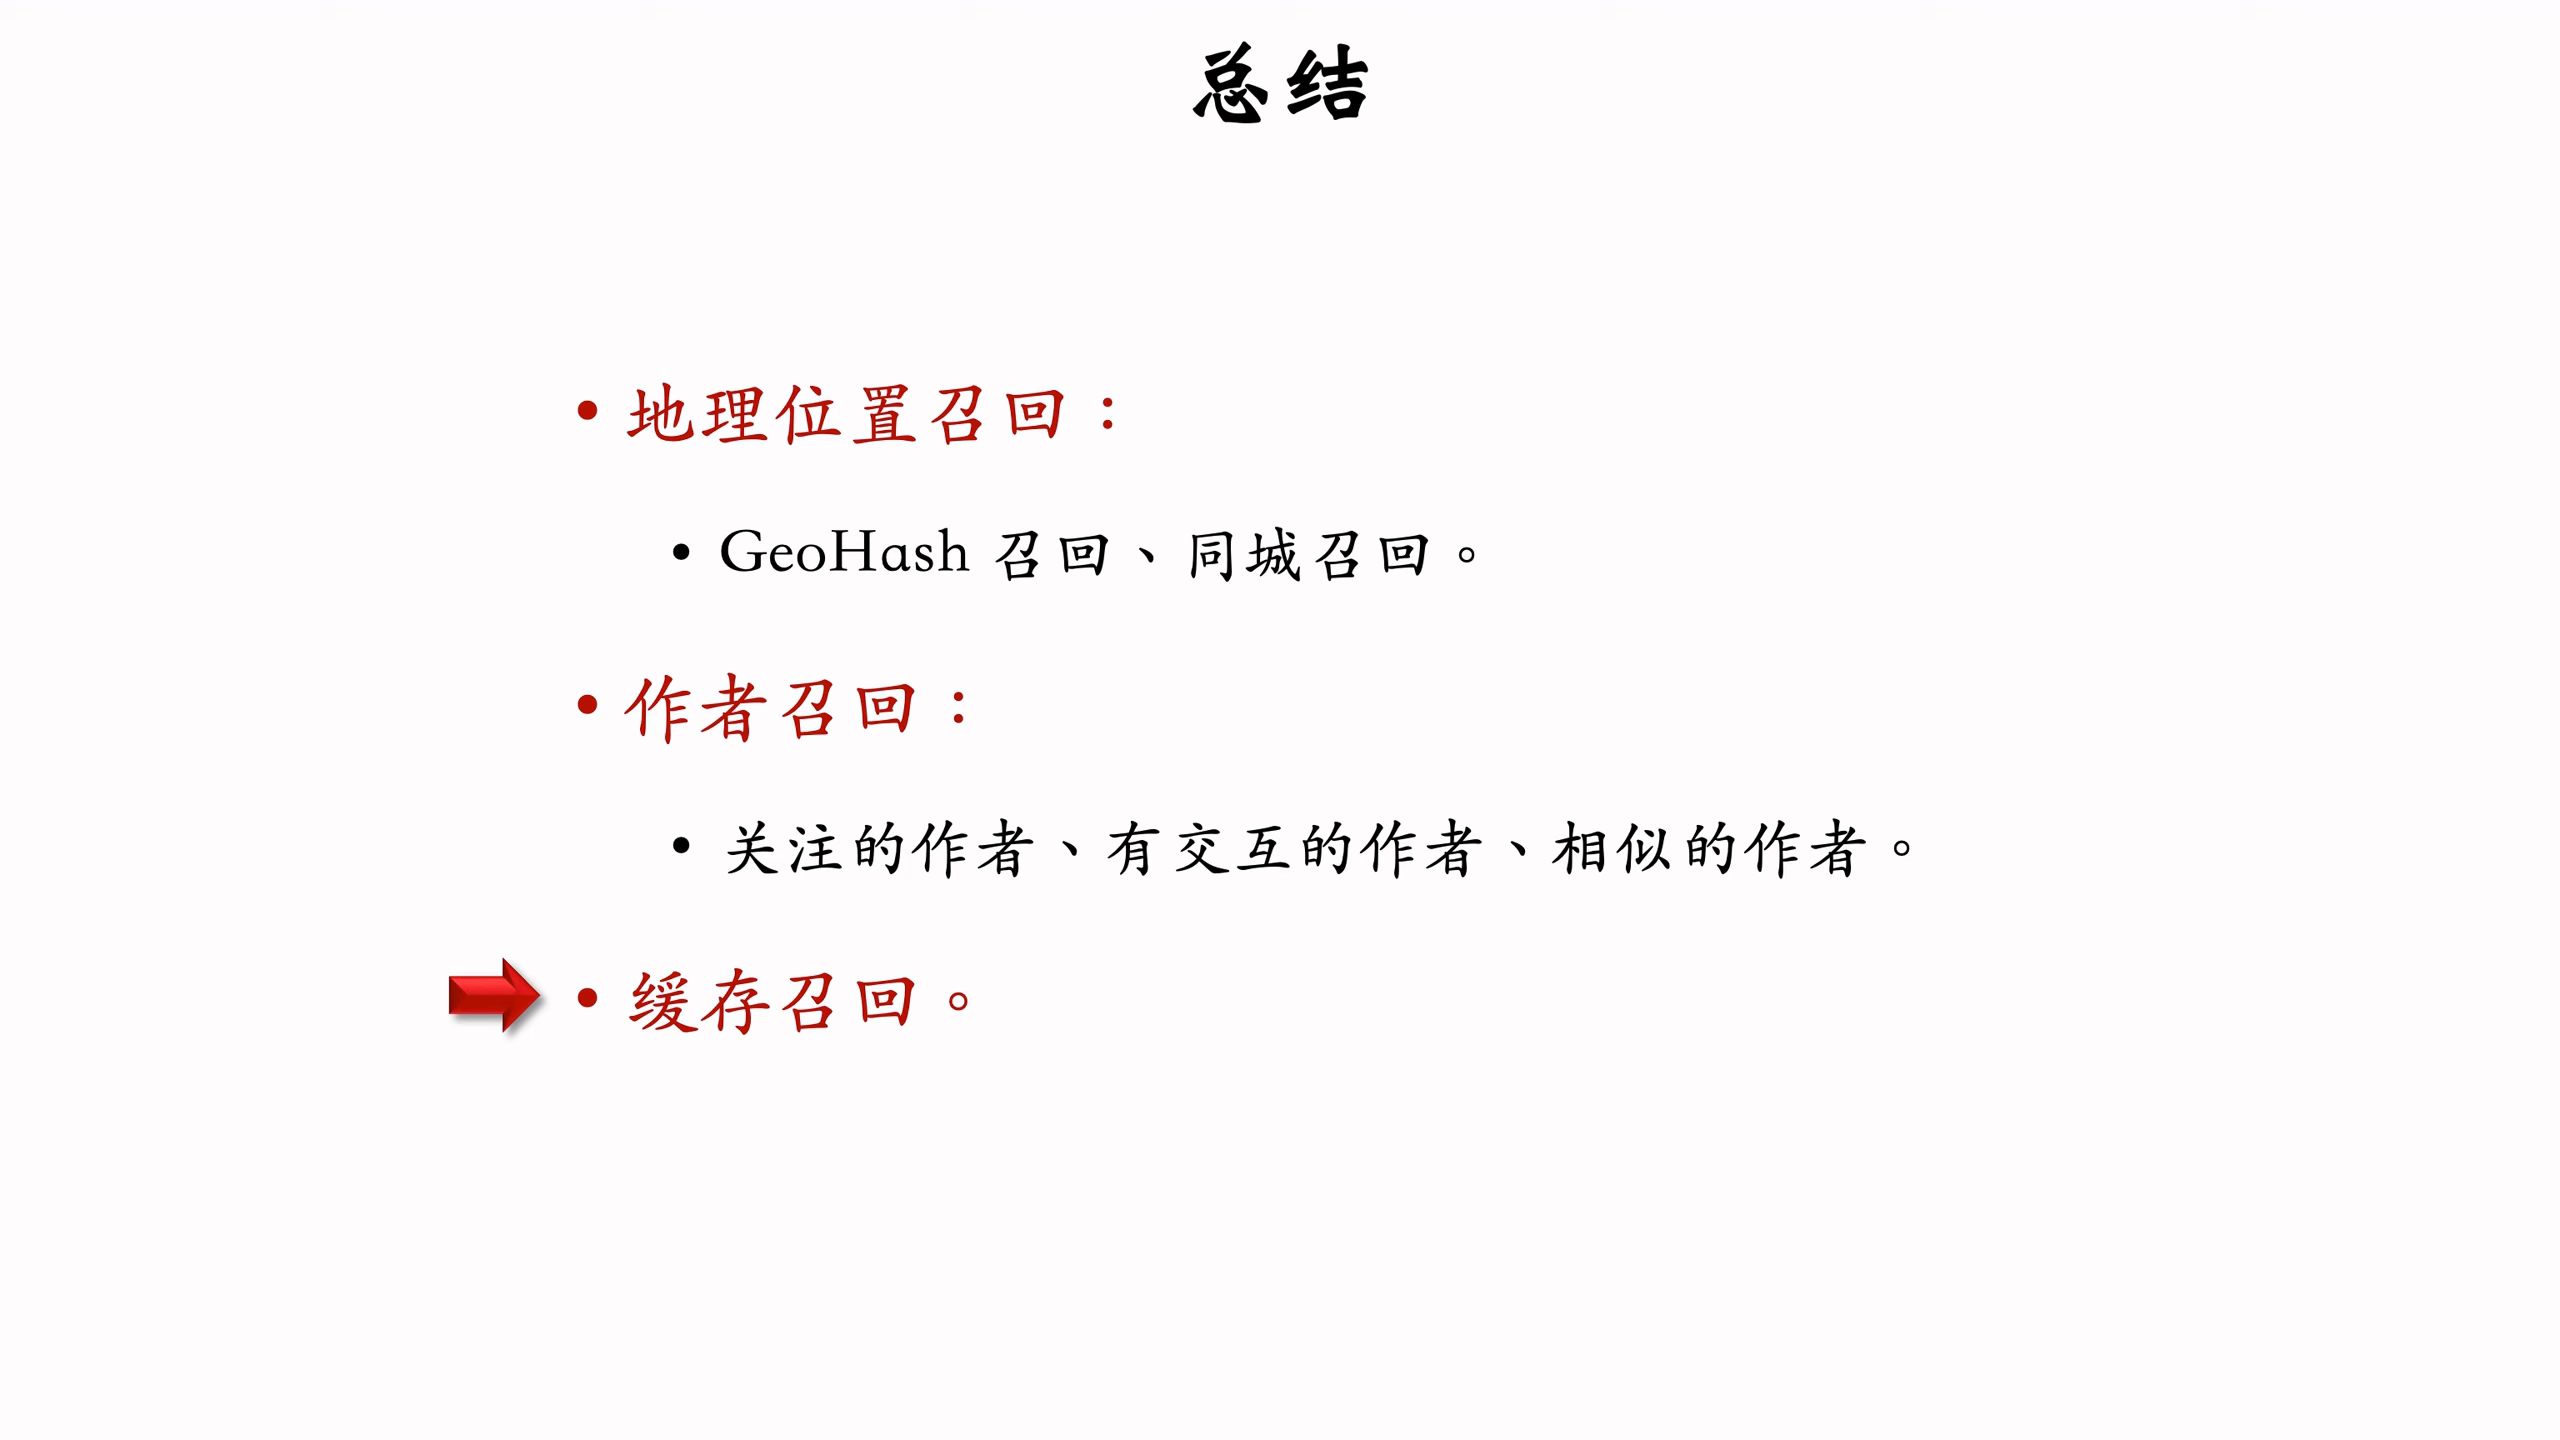 总结
• 地理位置召回：
• GeoHash 召回、同城召回。
• 作者召回：
• 关注的作者、有交互的作者、相似的作者。
• 缓存召回。